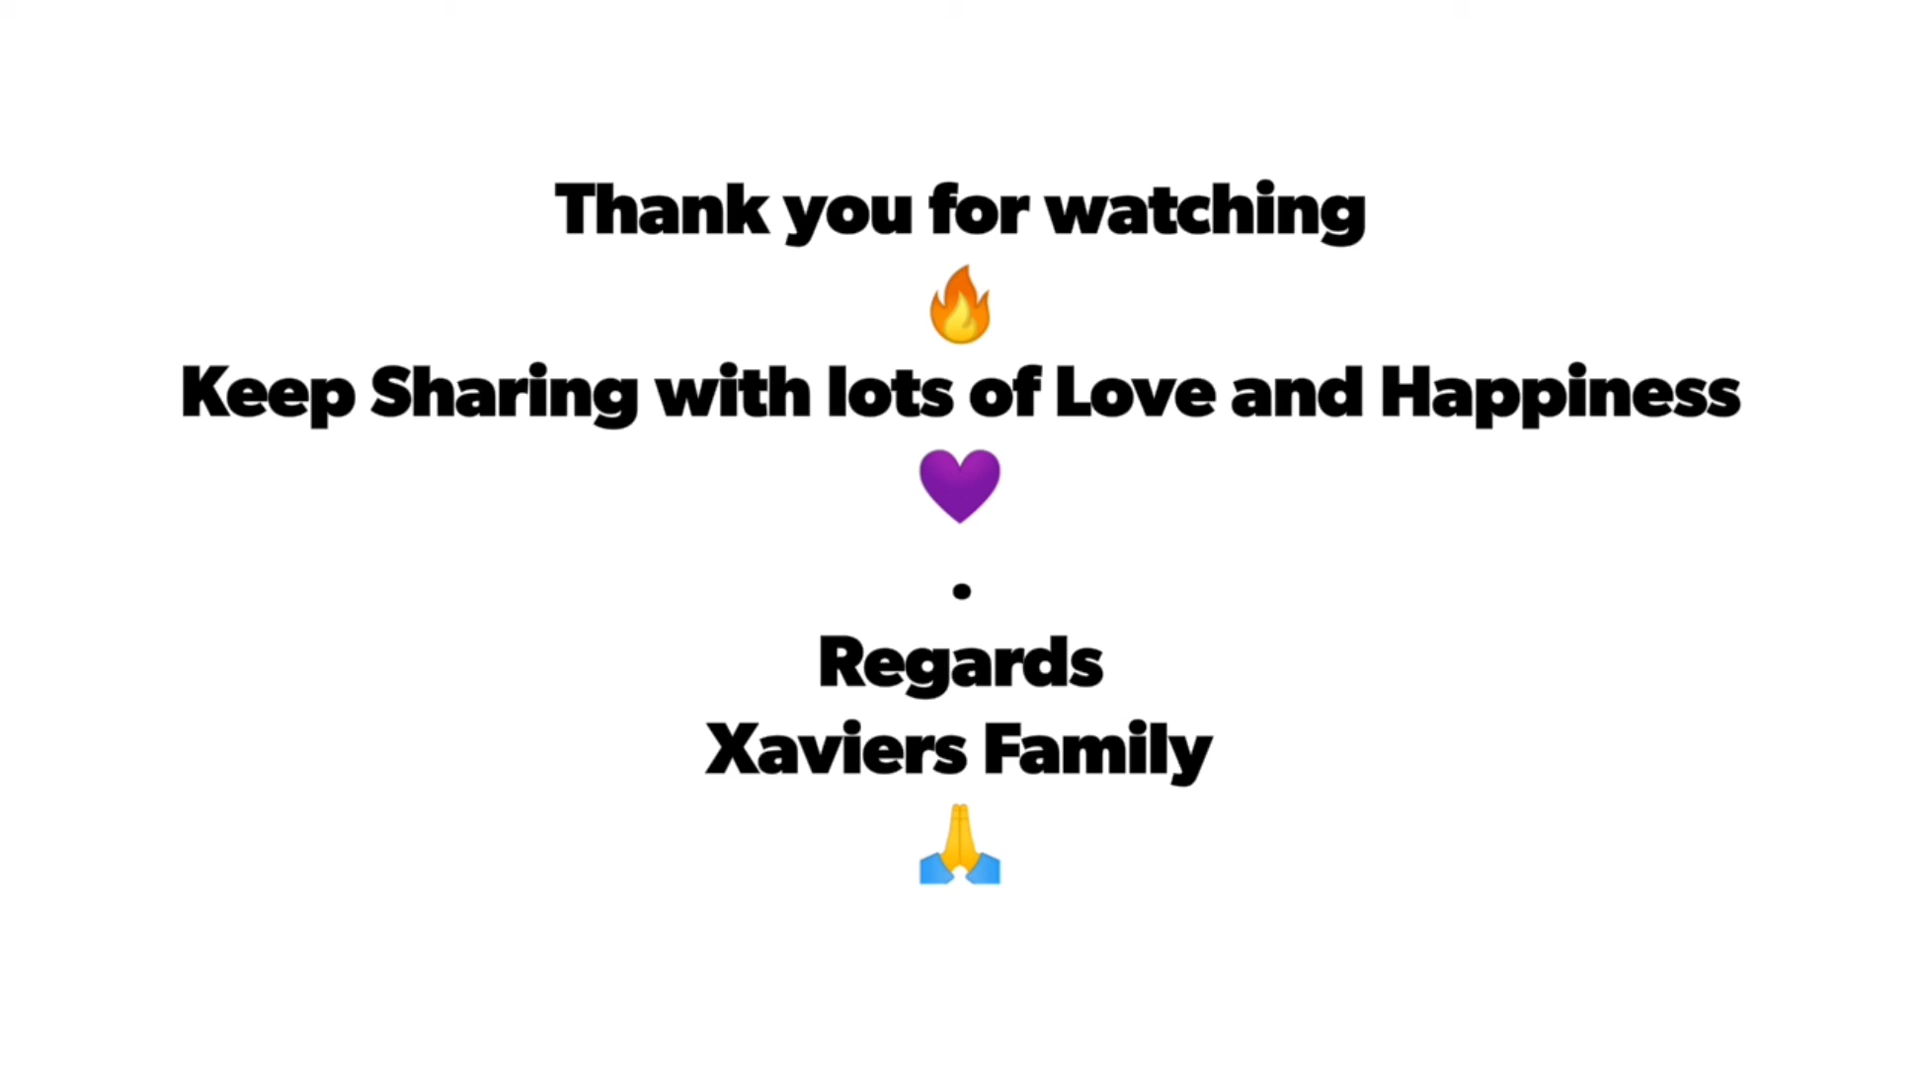 Thank you for watching
🔥
Keep Sharing with lots of Love and Happiness
💜
.
Regards
Xaviers Family
🙏